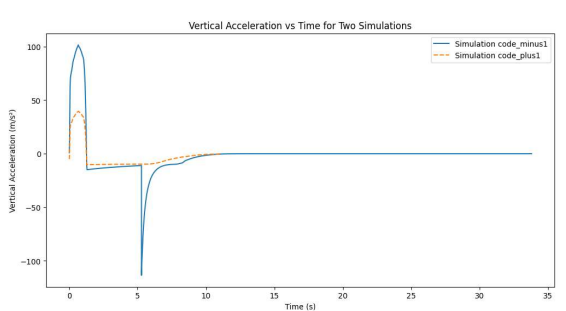 Vertical Acceleration vs Time for Two Simulations
Simulation code_minus1
Simulation code_plus1
Vertical Acceleration (m/s²)
100
50
0
−50
−100
0 5 10 15 20 25 30 35
Time (s)